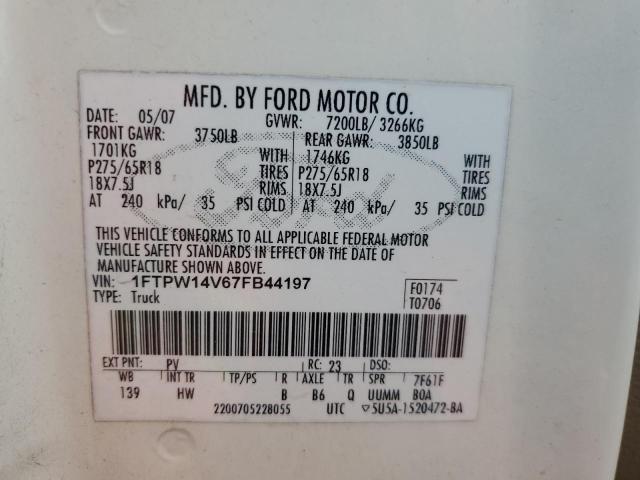 MFD. BY FORD MOTOR CO.
DATE: 05/07 GVWR: 7200LB/ 3266KG
FRONT GAWR: 3750LB REAR GAWR: 3850LB
1701KG WITH 1746KG WITH
P275/65R18 TIRES P275/65R18 TIRES
18X7.5J RIMS 18X7.5J RIMS
AT 240 kPa/ 35 PSI COLD AT 240 kPa/ 35 PSI COLD
Ford
THIS VEHICLE CONFORMS TO ALL APPLICABLE FEDERAL MOTOR
VEHICLE SAFETY STANDARDS IN EFFECT ON THE DATE OF
MANUFACTURE SHOWN ABOVE.
VIN: 1FTPW14V67FB44197 F0174
TYPE: Truck T0706
EXT PNT: PV RC: 23 DSO:
WB INT TR TP/PS R AXLE TR SPR 7F61F
139 HW B B6 Q UUMM BOA
2200705228055 UTC ▽5U5A-1520472-BA